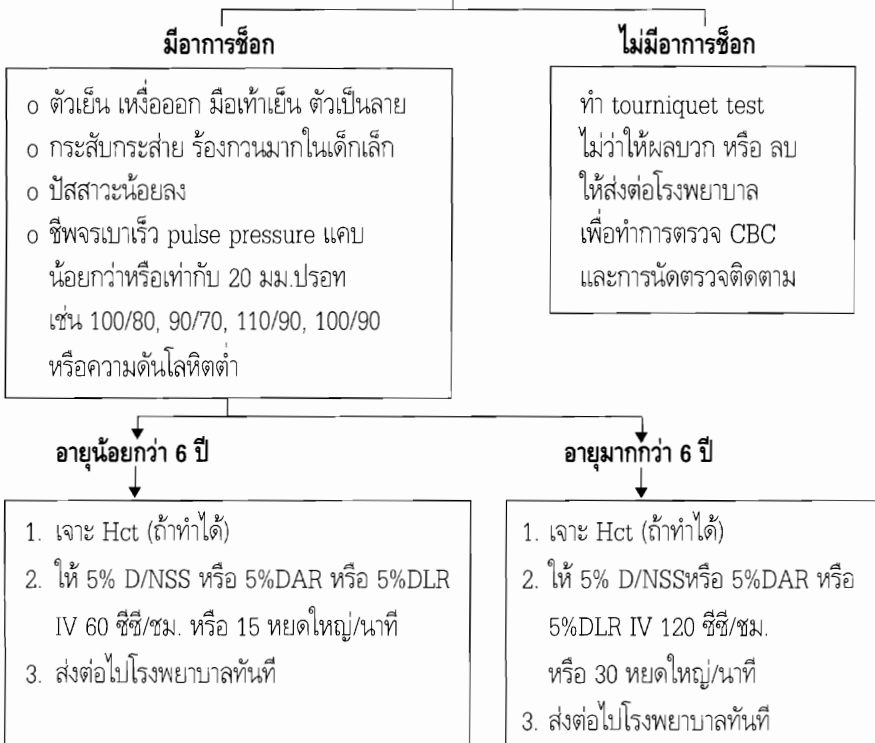 มีอาการช็อก
o ตัวเย็น เหงื่อออก มือเท้าเย็น ตัวเป็นลาย
o กระสับกระส่าย ร้องกวนมากในเด็กเล็ก
o ปัสสาวะน้อยลง
o ชีพจรเบาเร็ว pulse pressure แคบ
น้อยกว่าหรือเท่ากับ 20 มม.ปรอท
เช่น 100/80, 90/70, 110/90, 100/90
หรือความดันโลหิตต่ำ
ไม่มีอาการช็อก
ทำ tourniquet test
ไม่ว่าให้ผลบวก หรือ ลบ
ให้ส่งต่อโรงพยาบาล
เพื่อทำการตรวจ CBC
และการนัดตรวจติดตาม
อายุน้อยกว่า 6 ปี
1. เจาะ Hct (ถ้าทำได้)
2. ให้ 5% D/NSS หรือ 5%DAR หรือ 5%DLR
IV 60 ซีซี/ชม. หรือ 15 หยดใหญ่/นาที
3. ส่งต่อไปโรงพยาบาลทันที
อายุมากกว่า 6 ปี
1. เจาะ Hct (ถ้าทำได้)
2. ให้ 5% D/NSSหรือ 5%DAR หรือ
5%DLR IV 120 ซีซี/ชม.
หรือ 30 หยดใหญ่/นาที
3. ส่งต่อไปโรงพยาบาลทันที